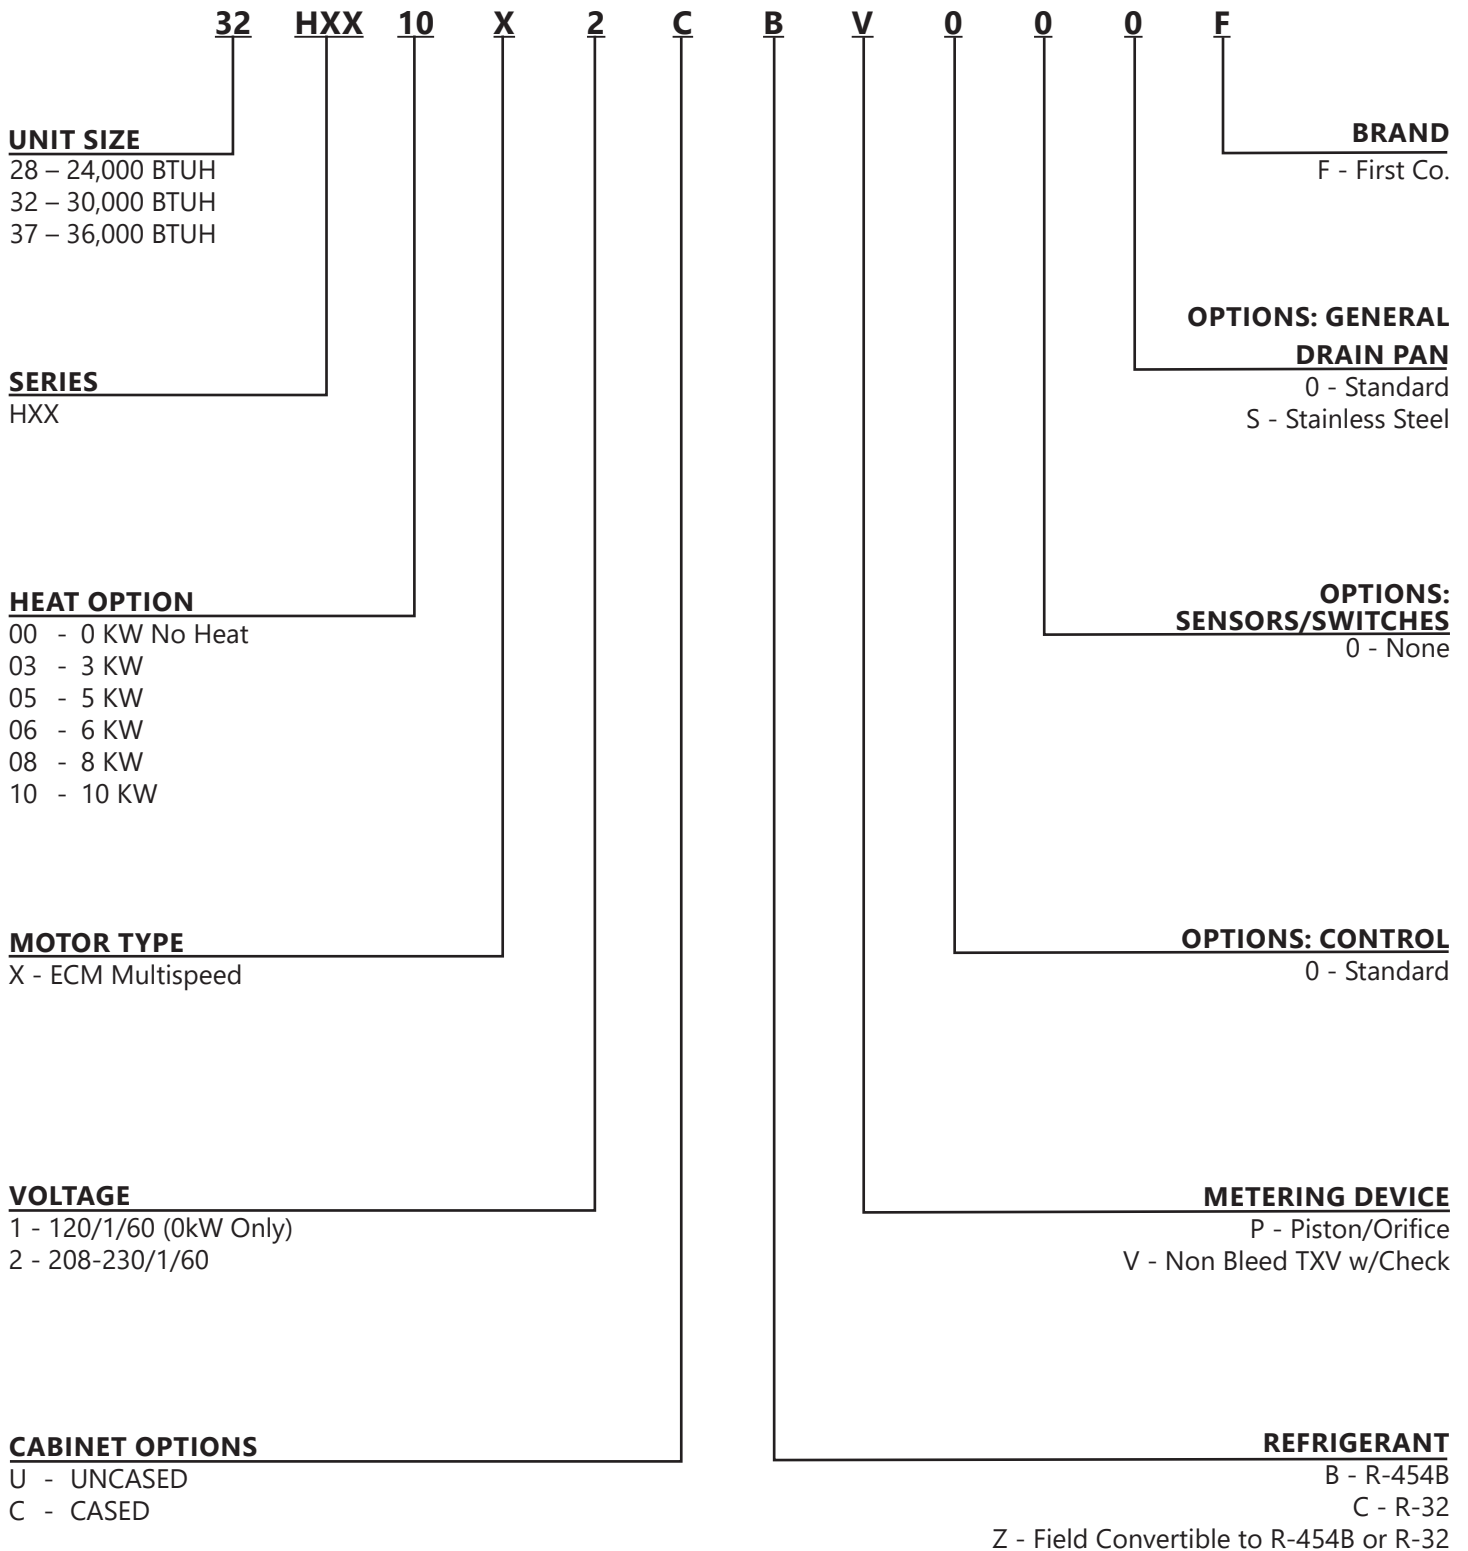 32 HXX 10 X 2 C B V 0 0 0 F
UNIT SIZE
28 – 24,000 BTUH
32 – 30,000 BTUH
37 – 36,000 BTUH
SERIES
HXX
HEAT OPTION
00 - 0 KW No Heat
03 - 3 KW
05 - 5 KW
06 - 6 KW
08 - 8 KW
10 - 10 KW
MOTOR TYPE
X - ECM Multispeed
VOLTAGE
1 - 120/1/60 (0kW Only)
2 - 208-230/1/60
CABINET OPTIONS
U - UNCASED
C - CASED
BRAND
F - First Co.
OPTIONS: GENERAL
DRAIN PAN
0 - Standard
S - Stainless Steel
OPTIONS:
SENSORS/SWITCHES
0 - None
OPTIONS: CONTROL
0 - Standard
METERING DEVICE
P - Piston/Orifice
V - Non Bleed TXV w/Check
REFRIGERANT
B - R-454B
C - R-32
Z - Field Convertible to R-454B or R-32